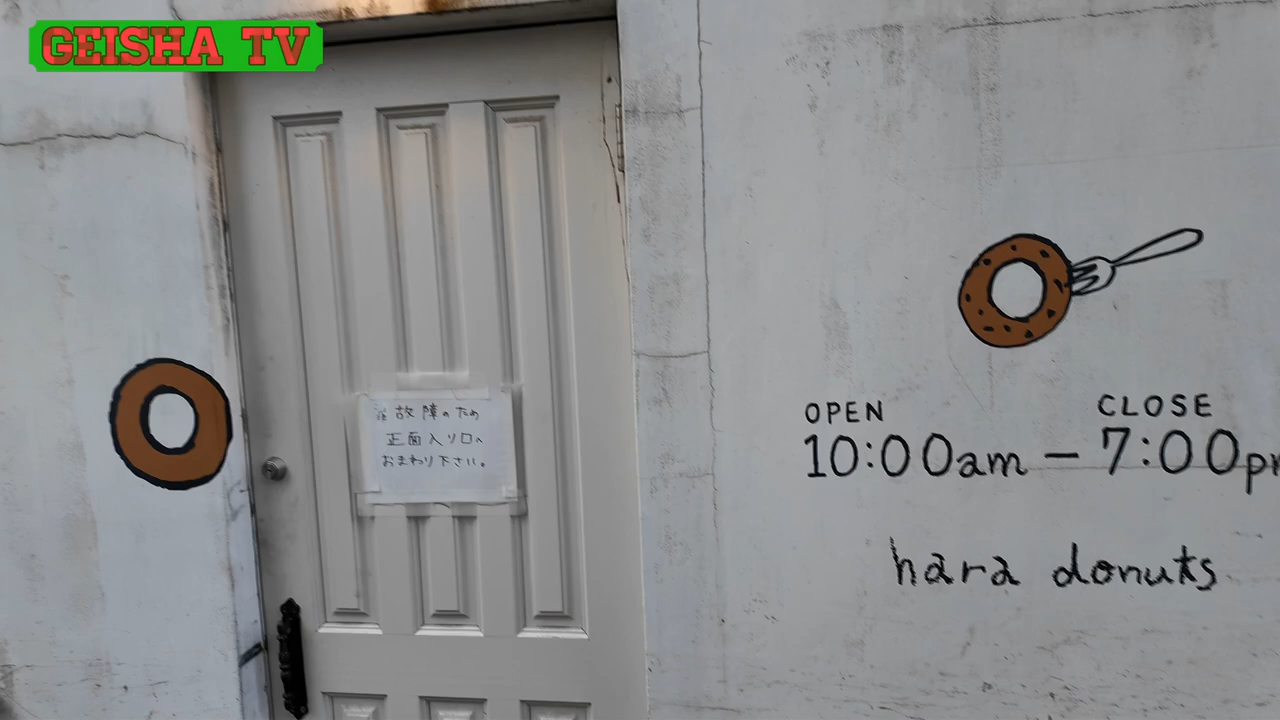 GEISHA TV
故障のため
正面入り口へ
おまわり下さい。
OPEN CLOSE
10:00am – 7:00p
hara donuts